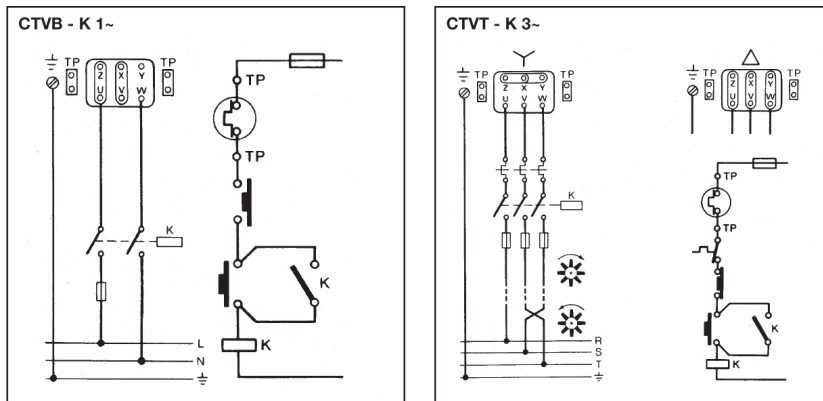 CTVB - K 1~
TP
Z X Y
U V W
TP
K
L
N
TP
TP
K
K
CTVT - K 3~
TP
Z X Y
U V W
TP
K
R
S
T
TP
Z X Y
U V W
TP
TP
TP
K
K